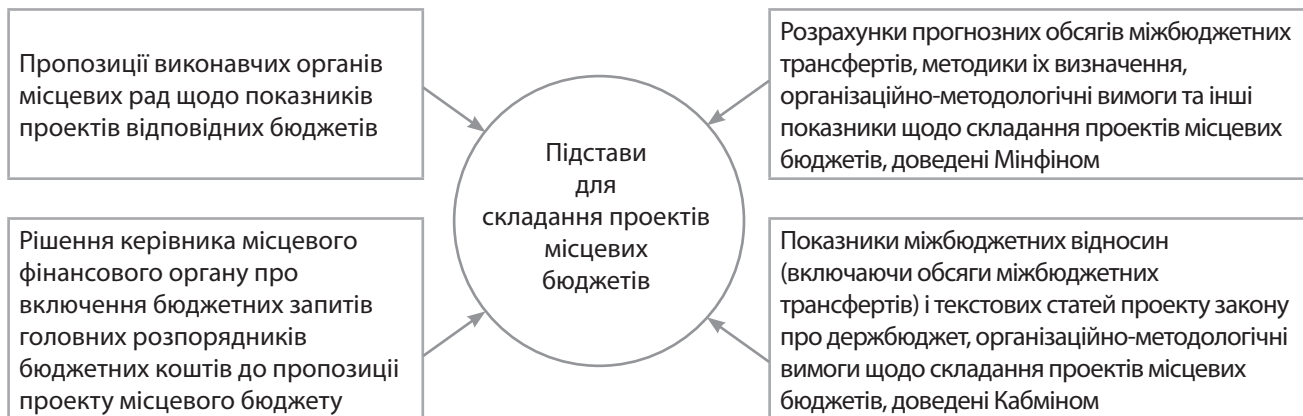 Пропозиції виконавчих органів
місцевих рад щодо показників
проектів відповідних бюджетів
Розрахунки прогнозних обсягів міжбюджетних
трансфертів, методики їх визначення,
організаційно-методологічні вимоги та інші
показники щодо складання проектів місцевих
бюджетів, доведені Мінфіном
Підстави
для
складання проектів
місцевих
бюджетів
Рішення керівника місцевого
фінансового органу про
включення бюджетних запитів
головних розпорядників
бюджетних коштів до пропозиції
проекту місцевого бюджету
Показники міжбюджетних відносин
(включаючи обсяги міжбюджетних
трансфертів) і текстових статей проекту закону
про держбюджет, організаційно-методологічні
вимоги щодо складання проектів місцевих
бюджетів, доведені Кабміном